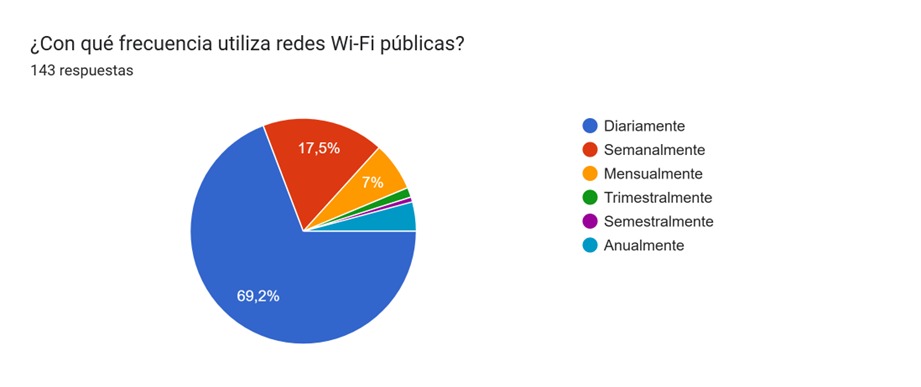 ¿Con qué frecuencia utiliza redes Wi-Fi públicas?
143 respuestas
17,5%
7%
69,2%
Diariamente
Semanalmente
Mensualmente
Trimestralmente
Semestralmente
Anualmente